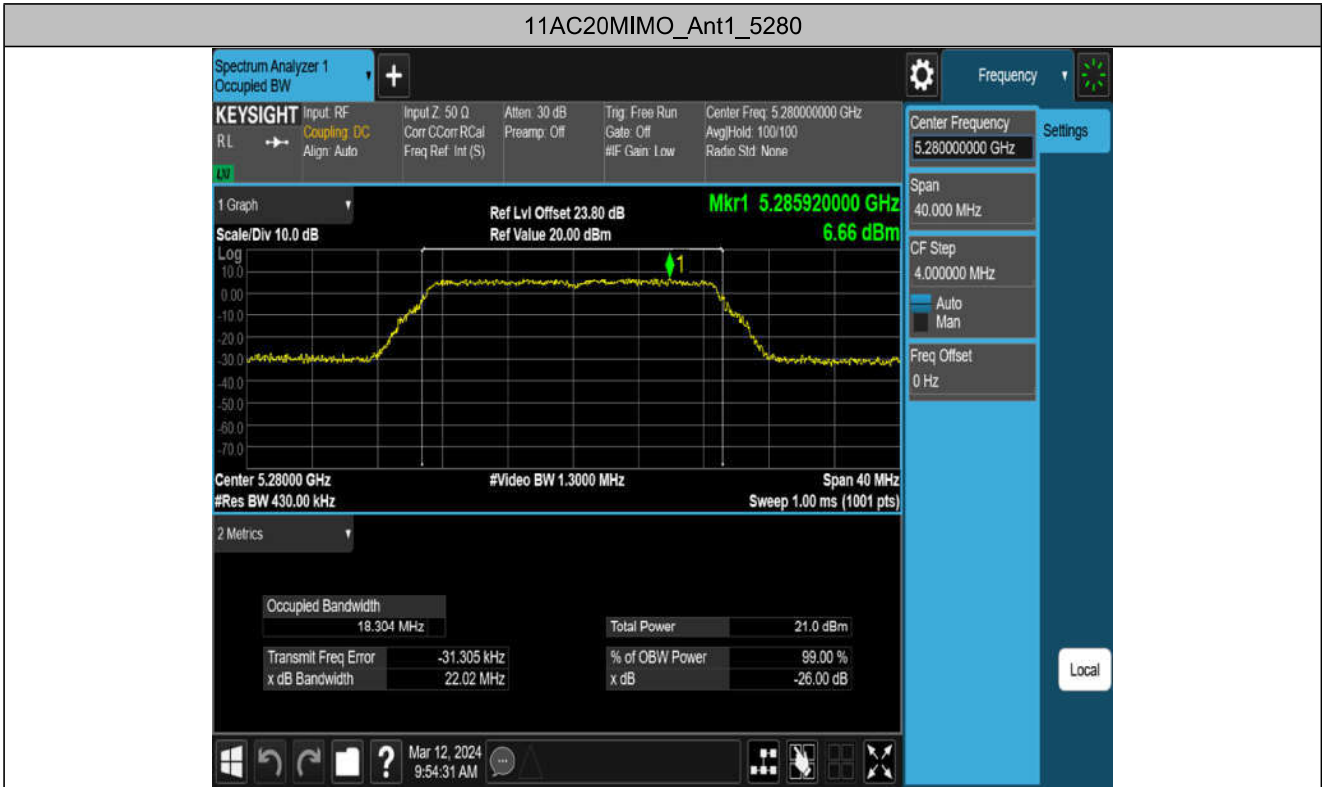 11AC20MIMO_Ant1_5280
Spectrum Analyzer 1
Occupied BW
+
Frequency
KEYSIGHT
R L
LXI
Input: RF
Coupling: DC
Align: Auto
Input Z: 50 Ω
Corr CCorr RCal
Freq Ref: Int (S)
Atten: 30 dB
Preamp: Off
Trig: Free Run
Gate: Off
#IF Gain: Low
Center Freq: 5.280000000 GHz
Avg|Hold: 100/100
Radio Std: None
Center Frequency
5.280000000 GHz
Settings
Span
40.000 MHz
CF Step
4.000000 MHz
Auto
Man
Freq Offset
0 Hz
Local
1 Graph
Scale/Div 10.0 dB
Ref Lvl Offset 23.80 dB
Ref Value 20.00 dBm
Mkr1 5.285920000 GHz
6.66 dBm
Log
10.0
0.00
-10.0
-20.0
-30.0
-40.0
-50.0
-60.0
-70.0
1
Center 5.28000 GHz
#Video BW 1.3000 MHz
Span 40 MHz
#Res BW 430.00 kHz
Sweep 1.00 ms (1001 pts)
2 Metrics
Occupied Bandwidth
18.304 MHz
Total Power 21.0 dBm
Transmit Freq Error -31.305 kHz
% of OBW Power 99.00 %
x dB Bandwidth 22.02 MHz
x dB -26.00 dB
?
Mar 12, 2024
9:54:31 AM